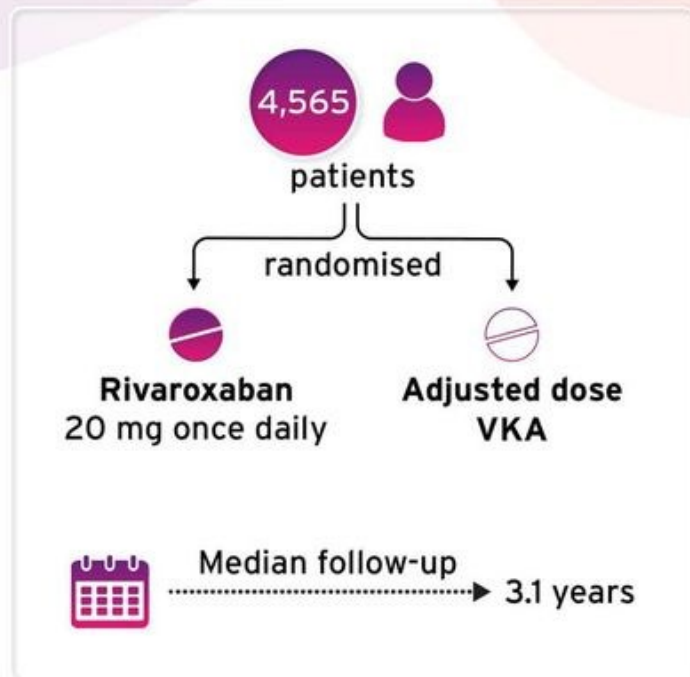 4,565
patients
randomised
Rivaroxaban
20 mg once daily
Adjusted dose
VKA
Median follow-up
3.1 years